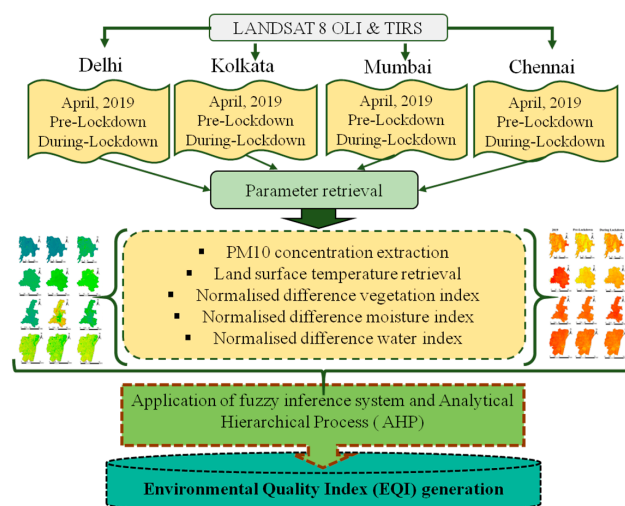 LANDSAT 8 OLI & TIRS
Delhi
Kolkata
Mumbai
Chennai
April, 2019
Pre-Lockdown
During-Lockdown
April, 2019
Pre-Lockdown
During-Lockdown
April, 2019
Pre-Lockdown
During-Lockdown
April, 2019
Pre-Lockdown
During-Lockdown
Parameter retrieval
▪ PM10 concentration extraction
▪ Land surface temperature retrieval
▪ Normalised difference vegetation index
▪ Normalised difference moisture index
▪ Normalised difference water index
Application of fuzzy inference system and Analytical
Hierarchical Process ( AHP)
Environmental Quality Index (EQI) generation